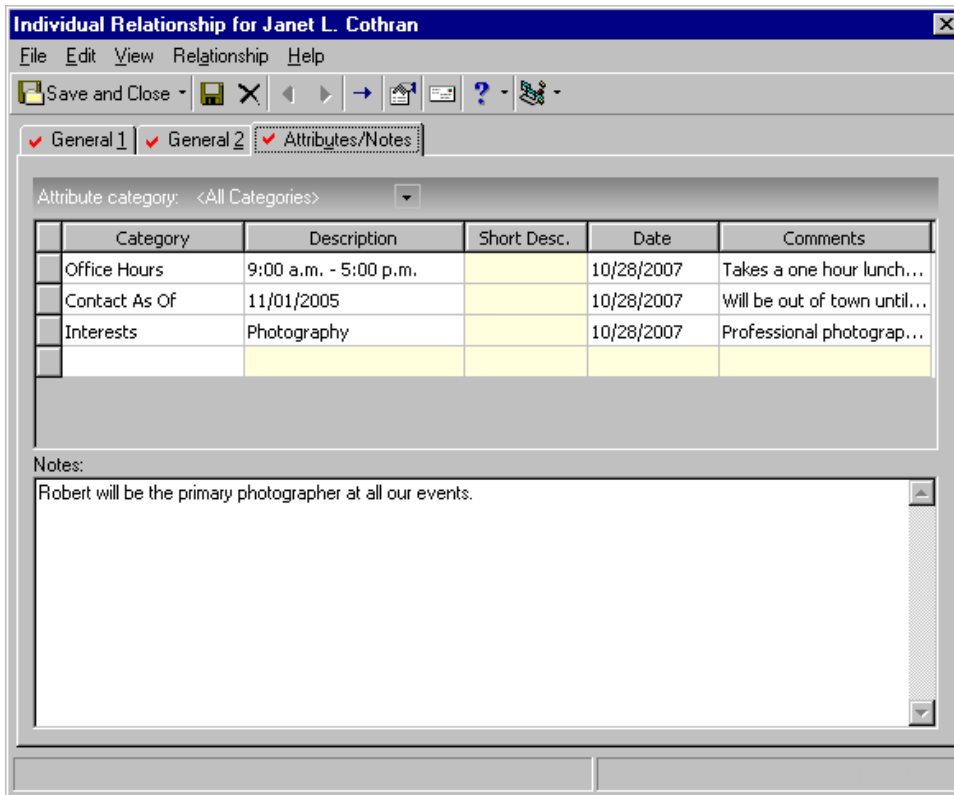 Individual Relationship for Janet L. Cothran
File Edit View Relationship Help
Save and Close ?
General 1 General 2 Attributes/Notes
Attribute category: <All Categories>
Category Description Short Desc. Date Comments
Office Hours 9:00 a.m. - 5:00 p.m. 10/28/2007 Takes a one hour lunch...
Contact As Of 11/01/2005 10/28/2007 Will be out of town until...
Interests Photography 10/28/2007 Professional photograp...
Notes:
Robert will be the primary photographer at all our events.